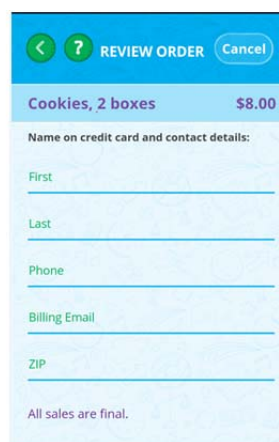 < ? REVIEW ORDER Cancel
Cookies, 2 boxes $8.00
Name on credit card and contact details:
First
Last
Phone
Billing Email
ZIP
All sales are final.